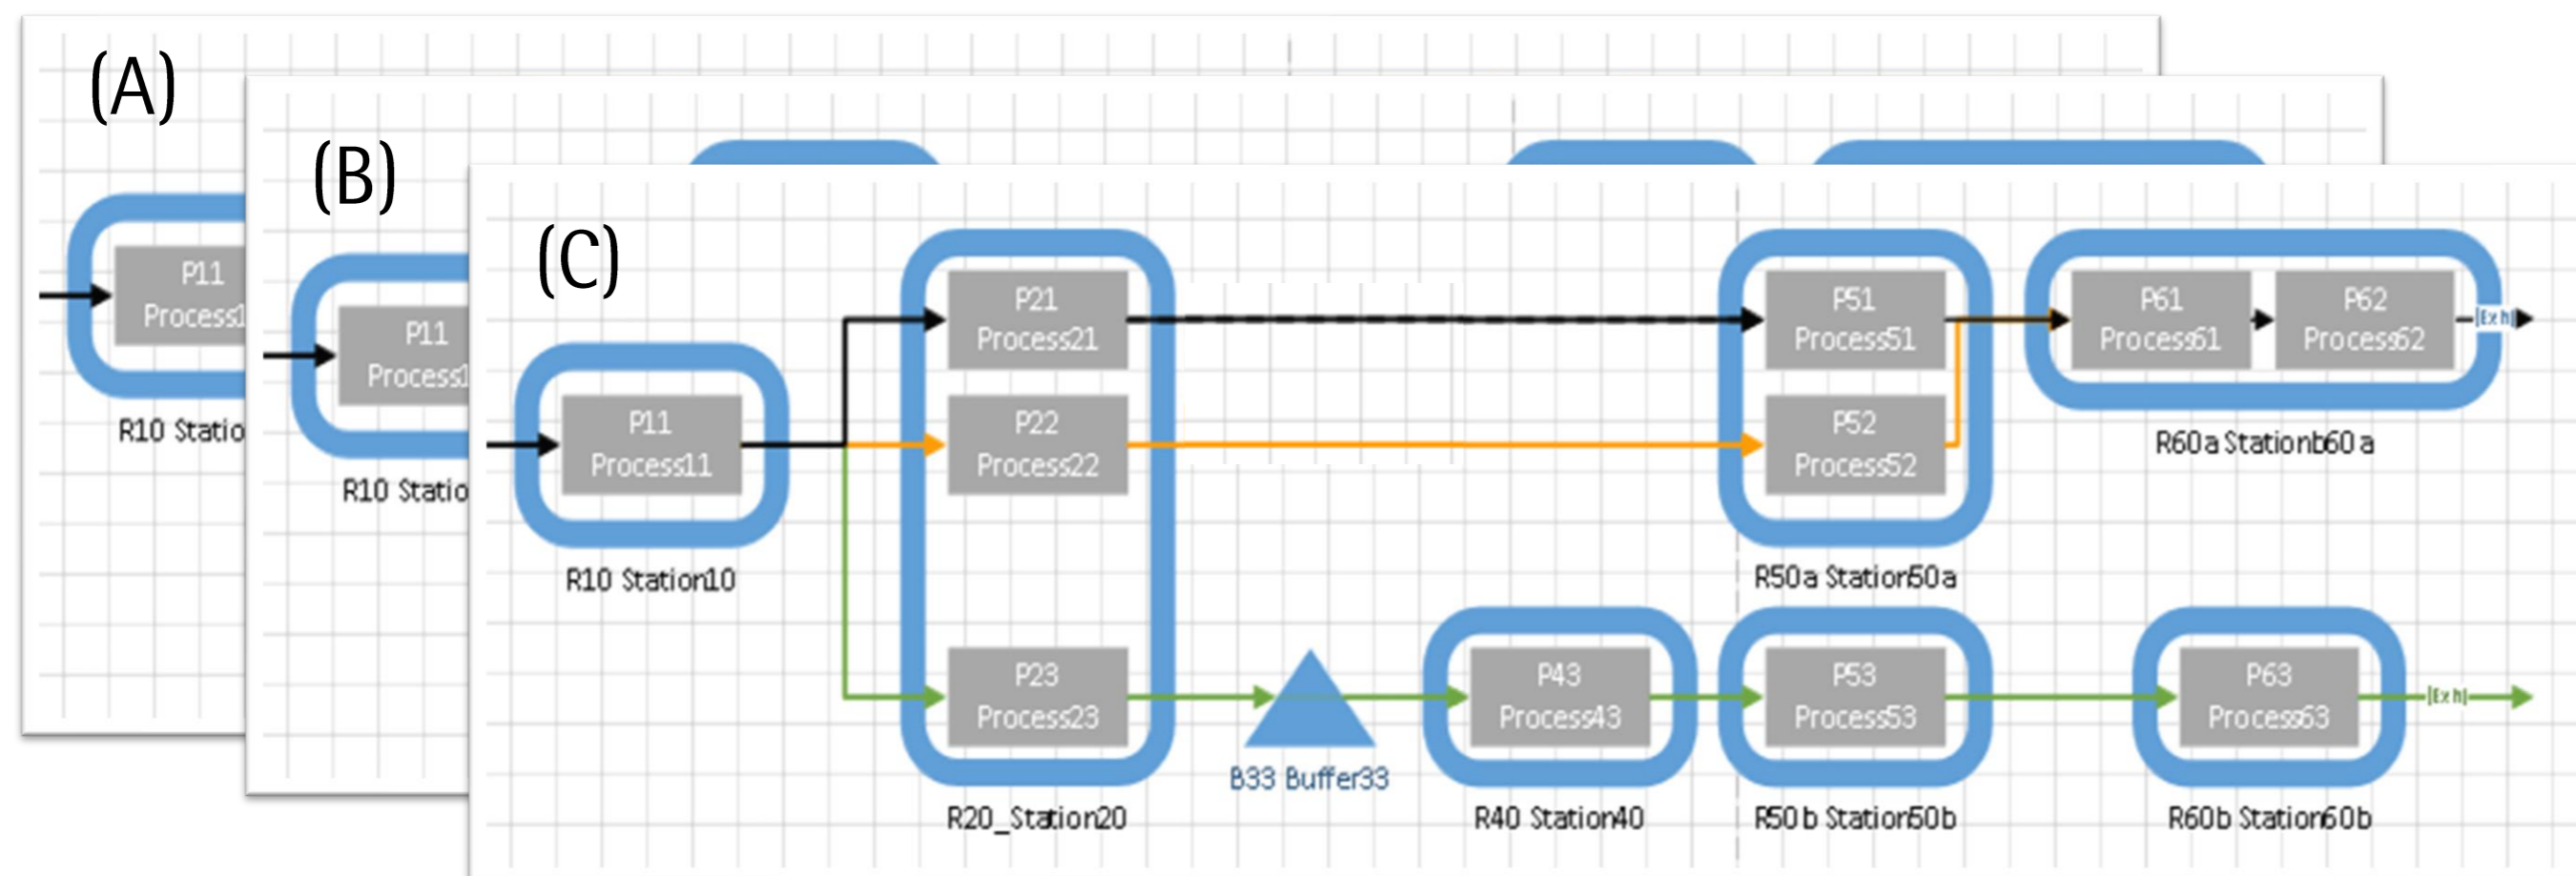 (A)
P11
Process1
R10 Statio
(B)
P11
Process1
R10 Statio
(C)
P11
Process11
R10 Station10
P21
Process21
P22
Process22
P23
Process23
R20_Station20
B33 Buffer33
P43
Process43
R40 Station40
P51
Process51
P52
Process52
R50a Station50a
P53
Process53
R50b Station50b
P61
Process61
P62
Process62
[Exh]
R60a Stationb60a
P63
Process63
[Exh]
R60b Station60b